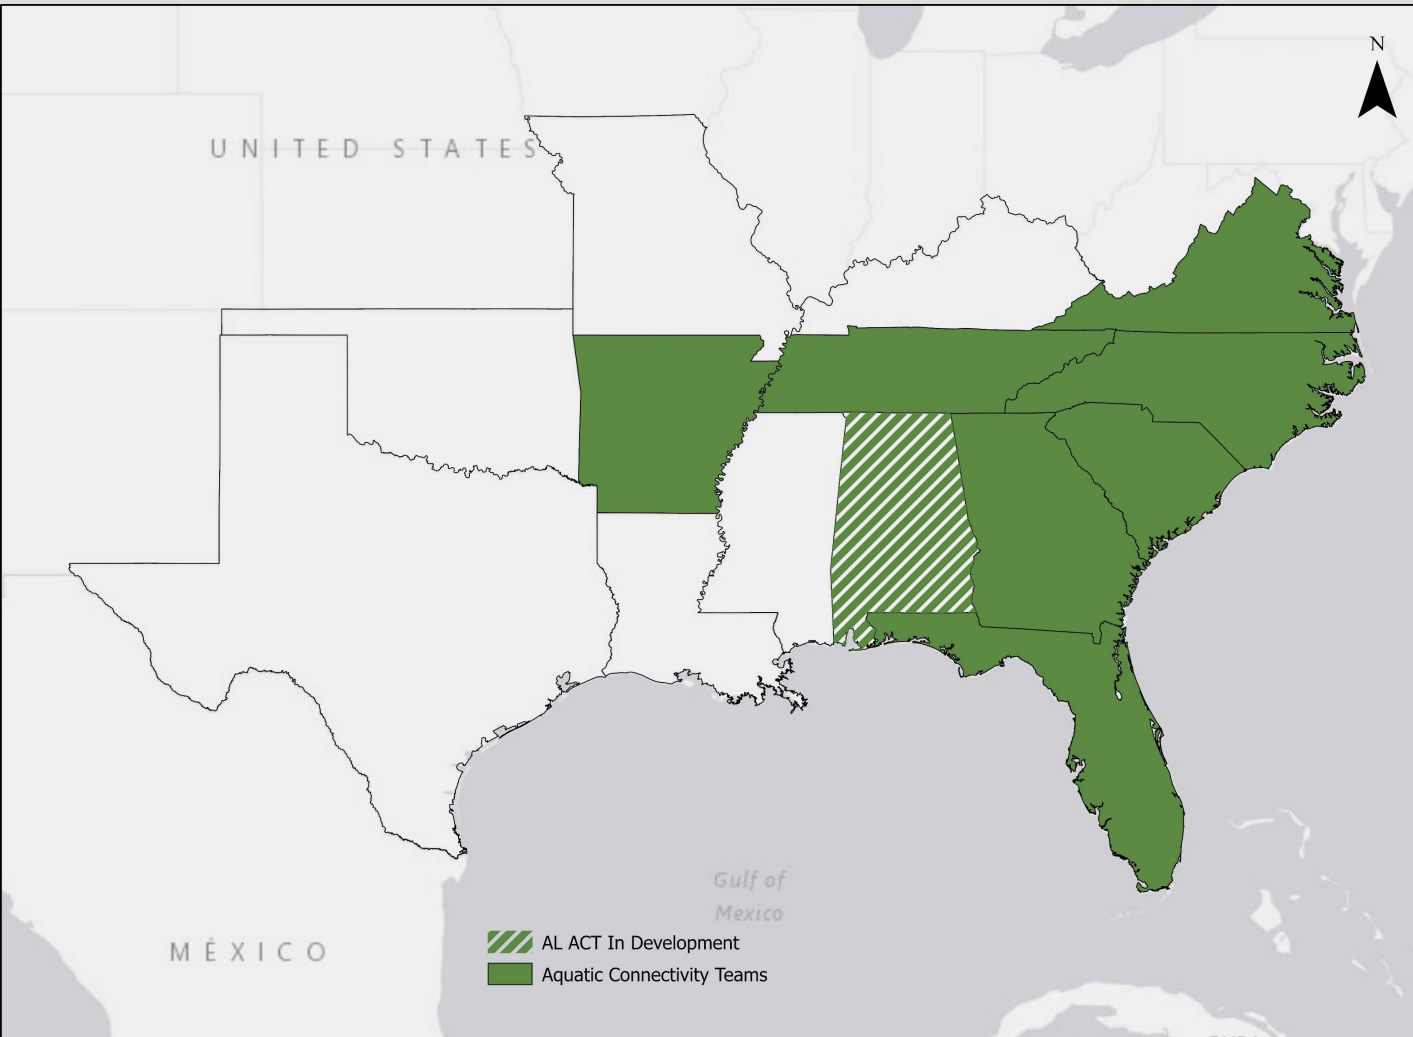 N
UNITED STATES
Gulf of
Mexico
MÉXICO
AL ACT In Development
Aquatic Connectivity Teams